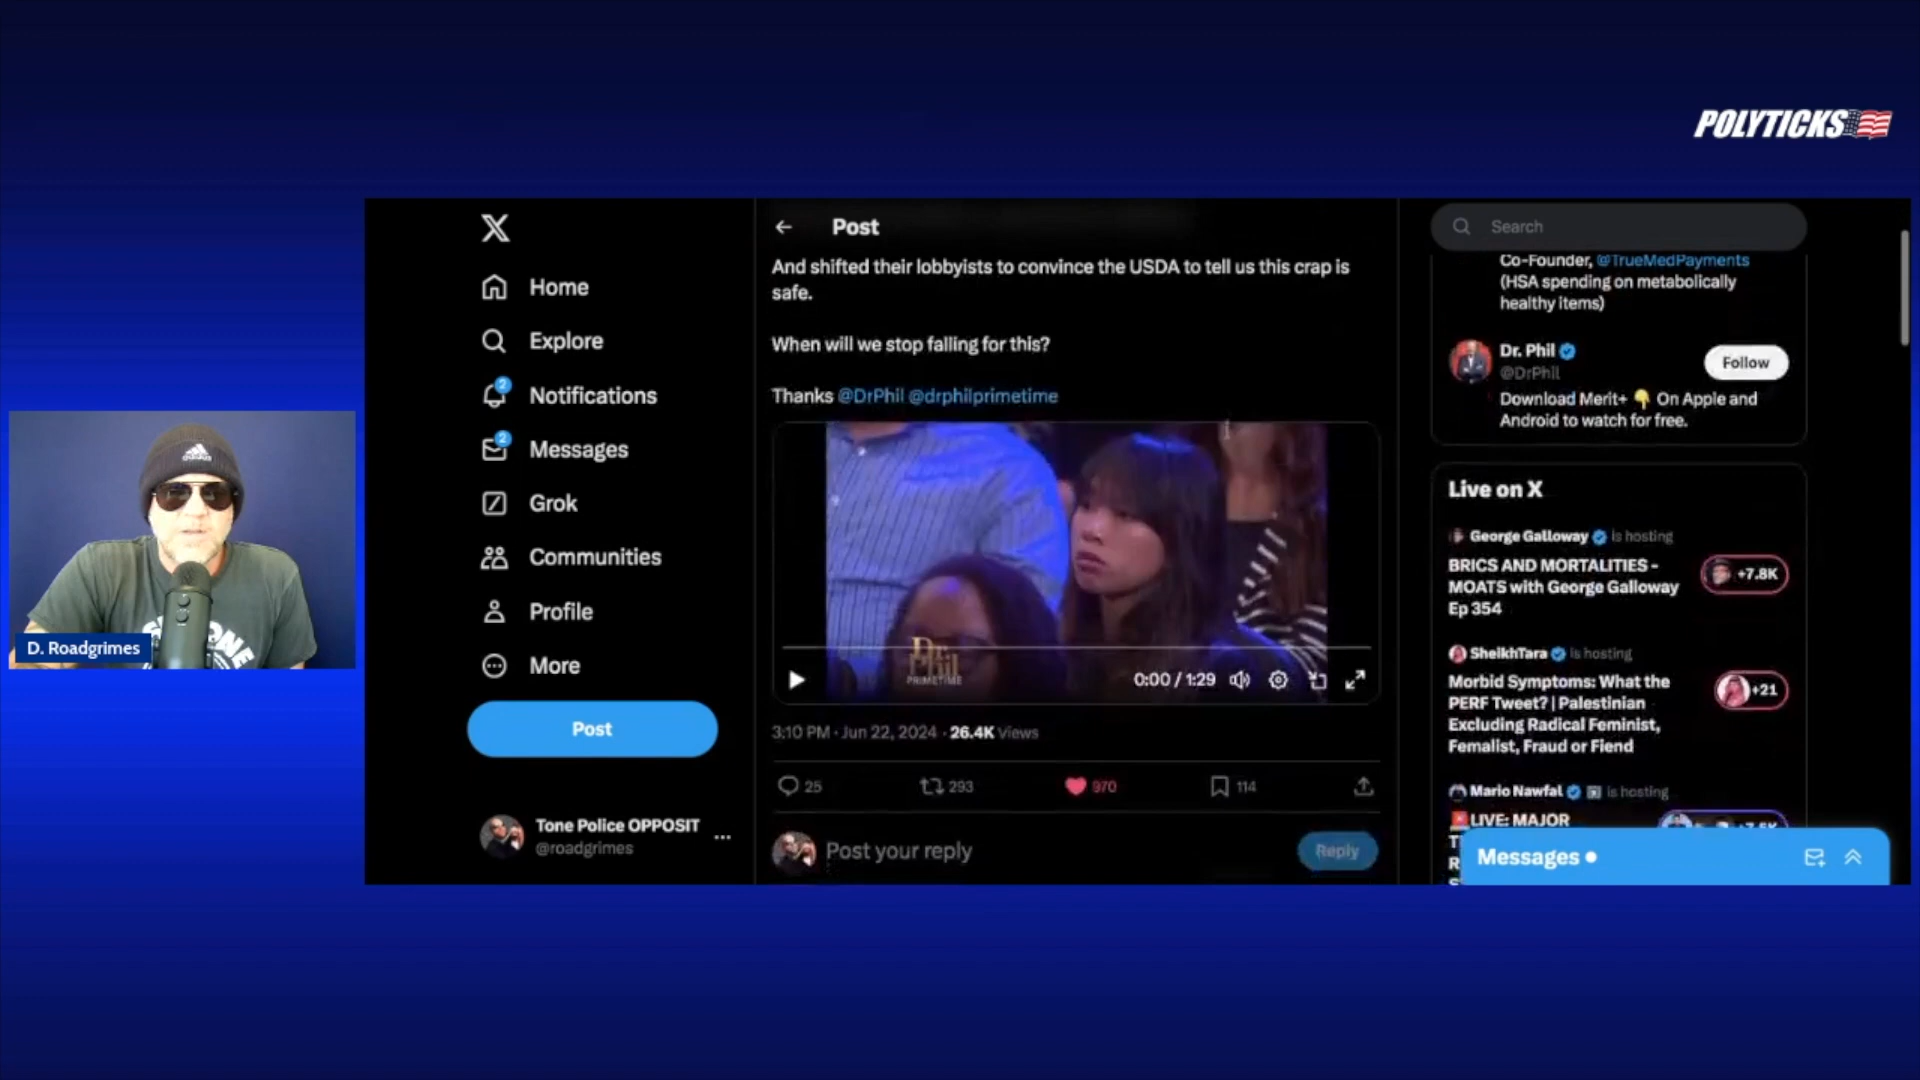 POLYTICKS
Post
And shifted their lobbyists to convince the USDA to tell us this crap is
safe.
When will we stop falling for this?
Thanks @DrPhil @drphilprimetime
Dr.
Phil
PRIMETIME
0:00 / 1:29
3:10 PM · Jun 22, 2024 · 26.4K Views
25
293
970
114
Post your reply
Reply
X
Home
Explore
2
Notifications
2
Messages
Grok
Communities
Profile
More
Post
Tone Police OPPOSIT
@roadgrimes
...
Search
Co-Founder, @TrueMedPayments
(HSA spending on metabolically
healthy items)
Dr. Phil
@DrPhil
Follow
Download Merit+ 👇 On Apple and
Android to watch for free.
Live on X
George Galloway is hosting
BRICS AND MORTALITIES -
MOATS with George Galloway
Ep 354
+7.8K
SheikhTara is hosting
Morbid Symptoms: What the
PERF Tweet? | Palestinian
Excluding Radical Feminist,
Femalist, Fraud or Fiend
+21
Mario Nawfal is hosting
🚨LIVE: MAJOR
Messages
adidas
D. Roadgrimes